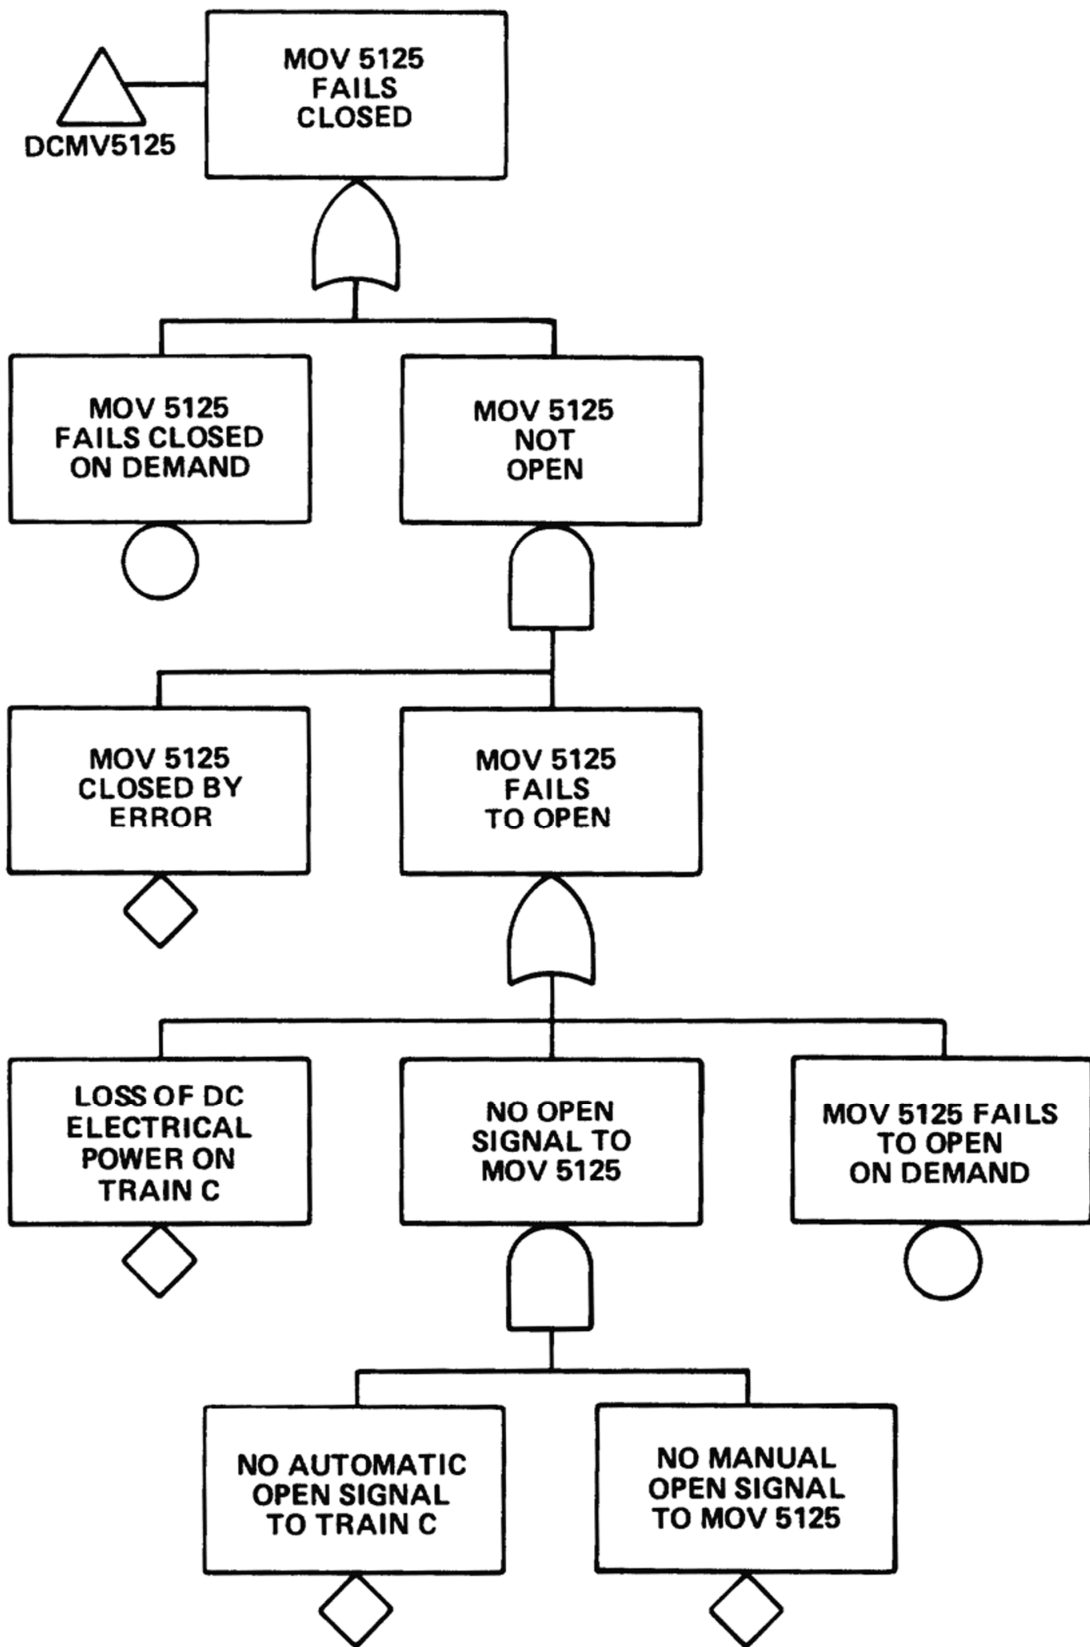 MOV 5125
FAILS
CLOSED
DCMV5125
MOV 5125
FAILS CLOSED
ON DEMAND
MOV 5125
NOT
OPEN
MOV 5125
CLOSED BY
ERROR
MOV 5125
FAILS
TO OPEN
LOSS OF DC
ELECTRICAL
POWER ON
TRAIN C
NO OPEN
SIGNAL TO
MOV 5125
MOV 5125 FAILS
TO OPEN
ON DEMAND
NO AUTOMATIC
OPEN SIGNAL
TO TRAIN C
NO MANUAL
OPEN SIGNAL
TO MOV 5125